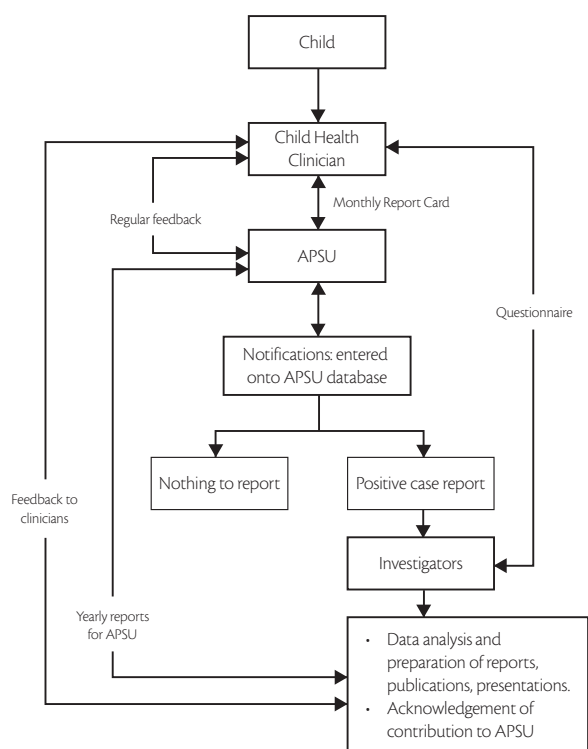 Child
Child Health
Clinician
Monthly Report Card
Regular feedback
APSU
Questionnaire
Notifications: entered
onto APSU database
Nothing to report
Positive case report
Feedback to
clinicians
Investigators
Yearly reports
for APSU
• Data analysis and
preparation of reports,
publications, presentations.
• Acknowledgement of
contribution to APSU